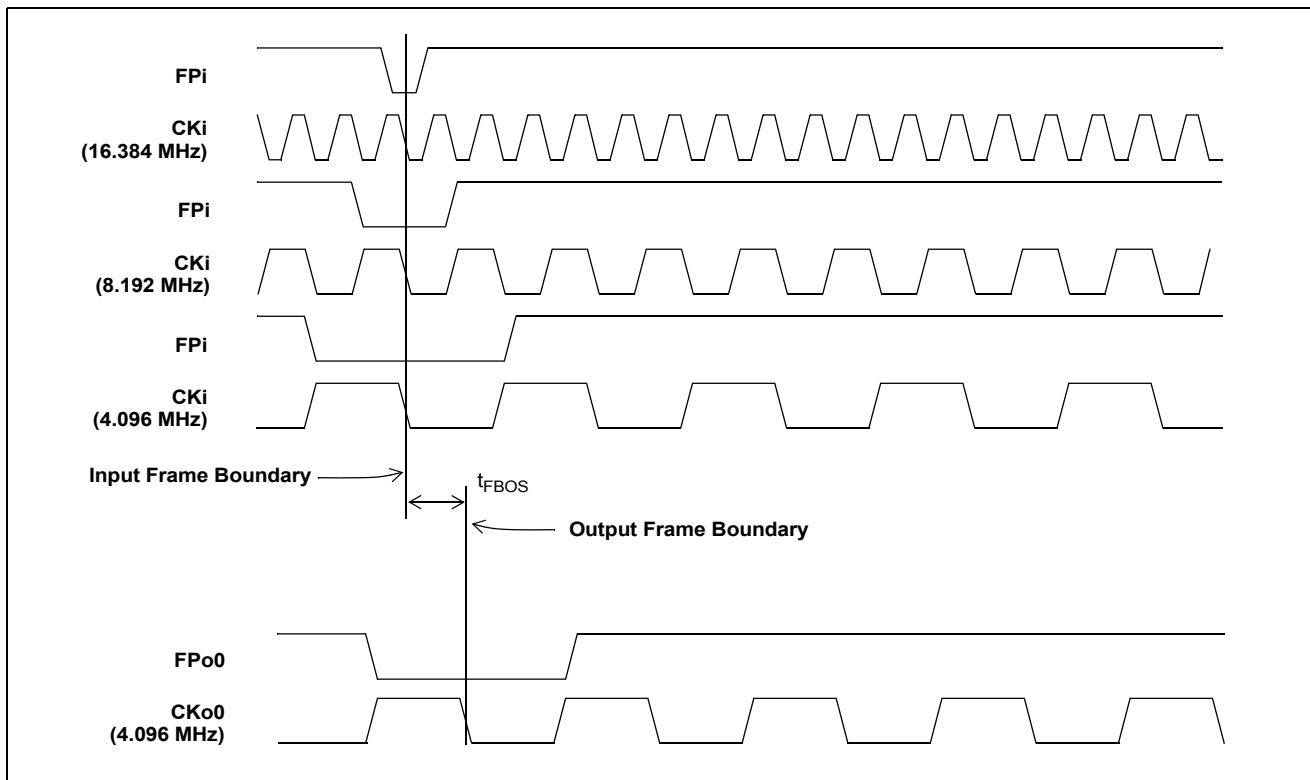 FPi
CKi
(16.384 MHz)
FPi
CKi
(8.192 MHz)
FPi
CKi
(4.096 MHz)
Input Frame Boundary
tFBOS
Output Frame Boundary
FPo0
CKo0
(4.096 MHz)